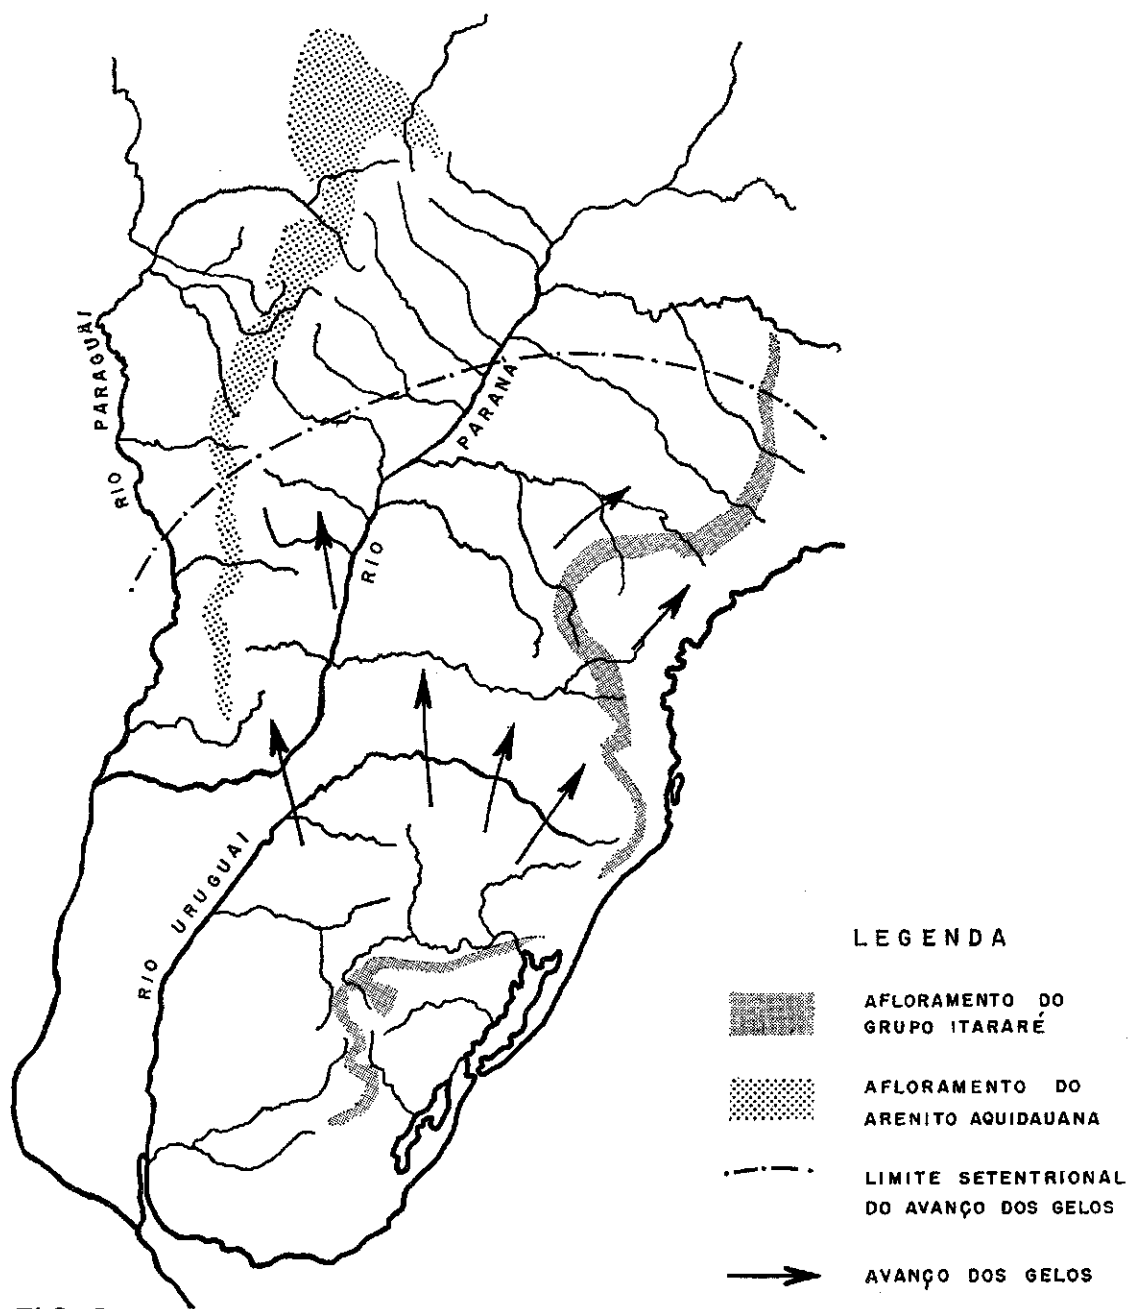 RIO PARAGUÁI
RIO PARANÁ
RIO URUGUAI
LEGENDA
AFLORAMENTO DO
GRUPO ITARARÉ
AFLORAMENTO DO
ARENITO AQUIDAUANA
LIMITE SETENTRIONAL
DO AVANÇO DOS GELOS
AVANÇO DOS GELOS